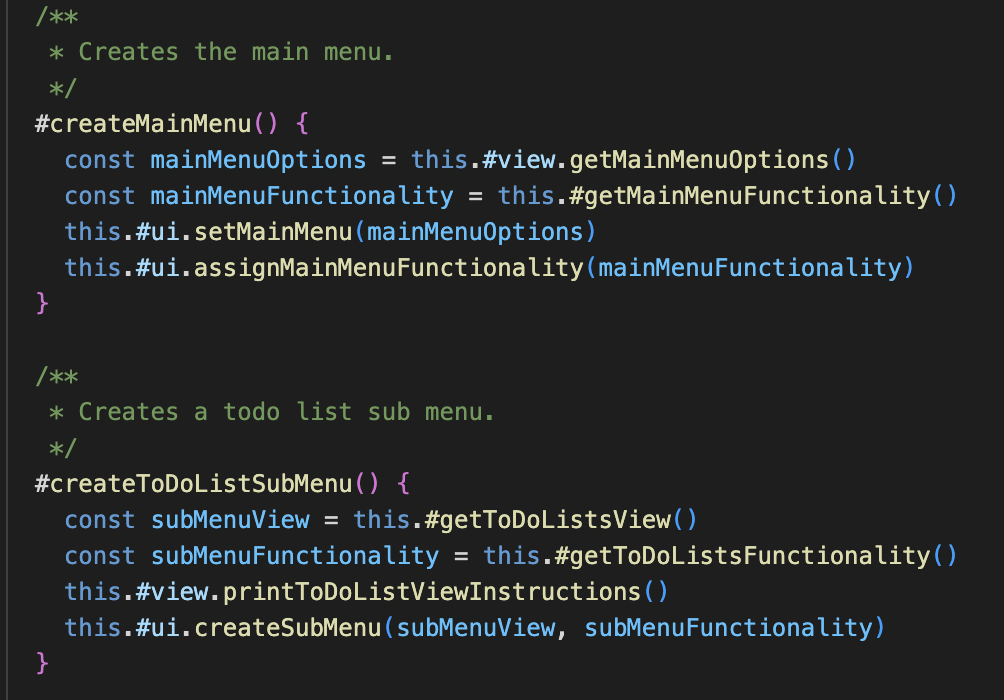 /**
 * Creates the main menu.
 */
#createMainMenu() {
  const mainMenuOptions = this.#view.getMainMenuOptions()
  const mainMenuFunctionality = this.#getMainMenuFunctionality()
  this.#ui.setMainMenu(mainMenuOptions)
  this.#ui.assignMainMenuFunctionality(mainMenuFunctionality)
}

/**
 * Creates a todo list sub menu.
 */
#createToDoListSubMenu() {
  const subMenuView = this.#getToDoListsView()
  const subMenuFunctionality = this.#getToDoListsFunctionality()
  this.#view.printToDoListViewInstructions()
  this.#ui.createSubMenu(subMenuView, subMenuFunctionality)
}